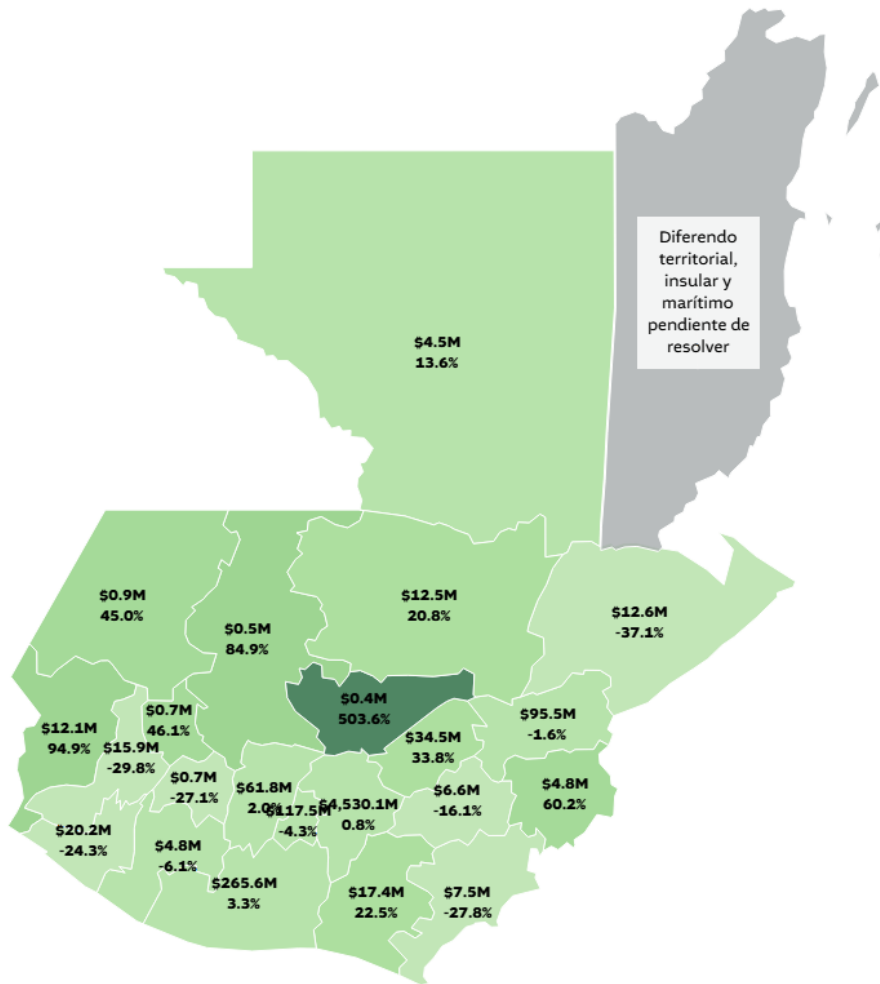 Diferendo
territorial,
insular y
marítimo
pendiente de
resolver
$4.5M
13.6%
$0.9M
45.0%
$0.5M
84.9%
$12.5M
20.8%
$12.6M
-37.1%
$12.1M
94.9%
$15.9M
-29.8%
$0.7M
46.1%
$0.4M
503.6%
$34.5M
33.8%
$95.5M
-1.6%
$0.7M
-27.1%
$61.8M
2.0%
$117.5M
-4.3%
$4,530.1M
0.8%
$6.6M
-16.1%
$4.8M
60.2%
$20.2M
-24.3%
$4.8M
-6.1%
$265.6M
3.3%
$17.4M
22.5%
$7.5M
-27.8%